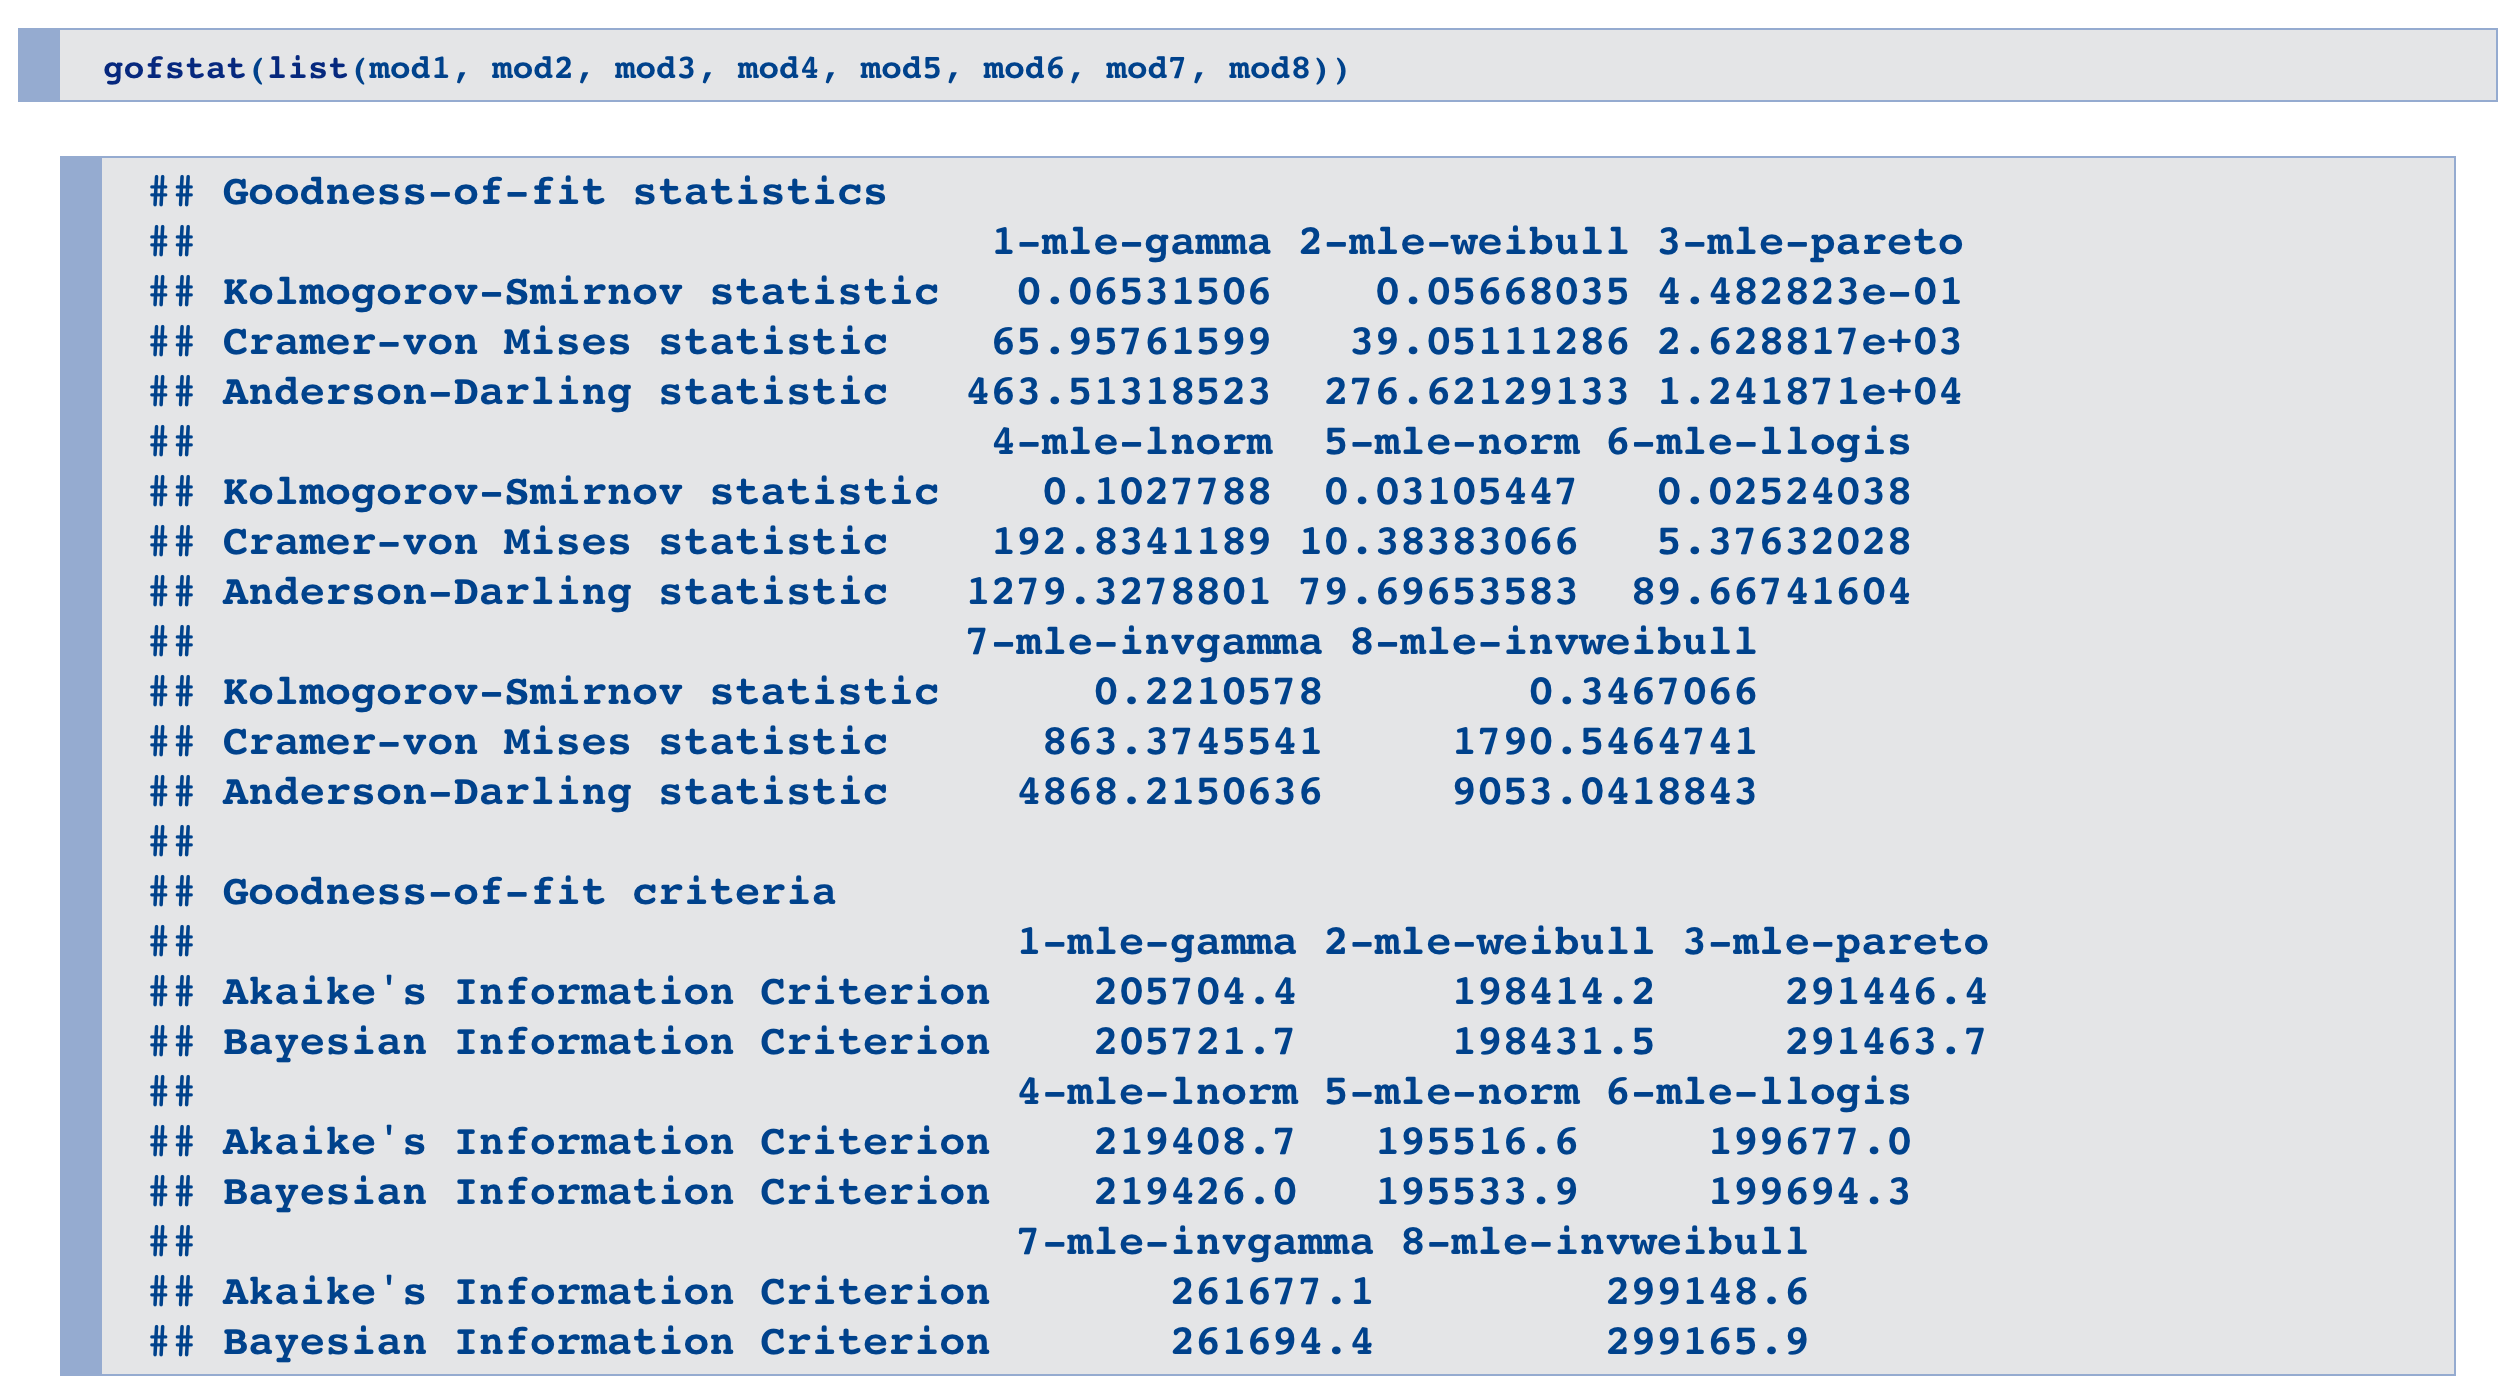 gofstat(list(mod1, mod2, mod3, mod4, mod5, mod6, mod7, mod8))
## Goodness-of-fit statistics
## 1-mle-gamma 2-mle-weibull 3-mle-pareto
## Kolmogorov-Smirnov statistic 0.06531506 0.05668035 4.482823e-01
## Cramer-von Mises statistic 65.95761599 39.05111286 2.628817e+03
## Anderson-Darling statistic 463.51318523 276.62129133 1.241871e+04
## 4-mle-lnorm 5-mle-norm 6-mle-llogis
## Kolmogorov-Smirnov statistic 0.1027788 0.03105447 0.02524038
## Cramer-von Mises statistic 192.8341189 10.38383066 5.37632028
## Anderson-Darling statistic 1279.3278801 79.69653583 89.66741604
## 7-mle-invgamma 8-mle-invweibull
## Kolmogorov-Smirnov statistic 0.2210578 0.3467066
## Cramer-von Mises statistic 863.3745541 1790.5464741
## Anderson-Darling statistic 4868.2150636 9053.0418843
##
## Goodness-of-fit criteria
## 1-mle-gamma 2-mle-weibull 3-mle-pareto
## Akaike's Information Criterion 205704.4 198414.2 291446.4
## Bayesian Information Criterion 205721.7 198431.5 291463.7
## 4-mle-lnorm 5-mle-norm 6-mle-llogis
## Akaike's Information Criterion 219408.7 195516.6 199677.0
## Bayesian Information Criterion 219426.0 195533.9 199694.3
## 7-mle-invgamma 8-mle-invweibull
## Akaike's Information Criterion 261677.1 299148.6
## Bayesian Information Criterion 261694.4 299165.9